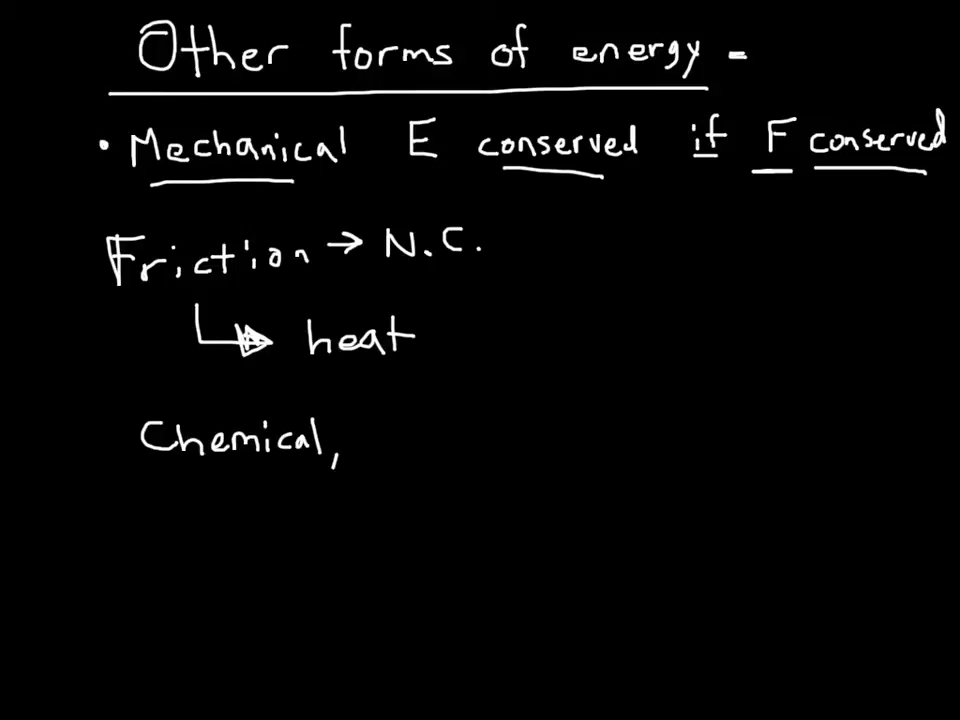 Other forms of energy -
• Mechanical E conserved if F conserved
Friction → N.C.
↳ heat
Chemical,